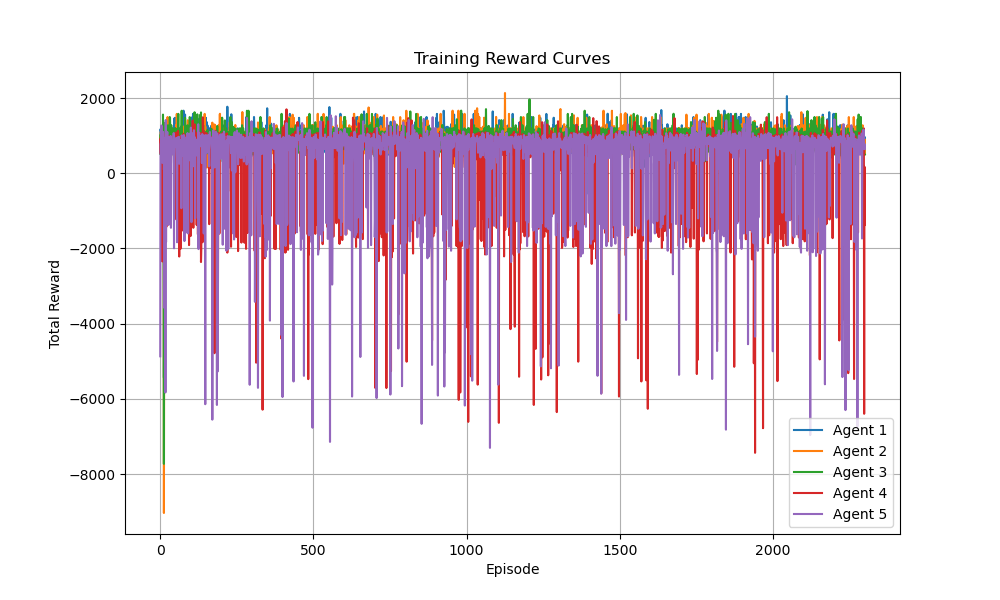 Training Reward Curves
Total Reward
2000
0
−2000
−4000
−6000
−8000
0
500
1000
1500
2000
Episode
Agent 1
Agent 2
Agent 3
Agent 4
Agent 5